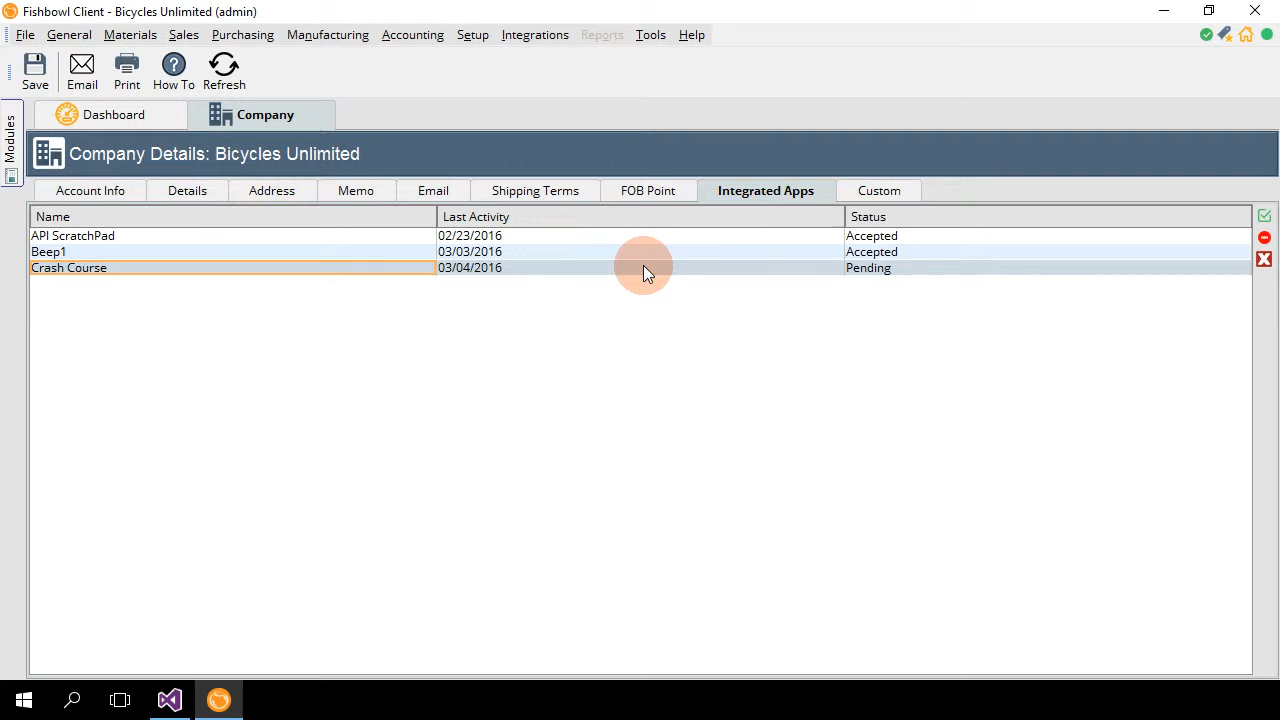 Fishbowl Client - Bicycles Unlimited (admin)
File General Materials Sales Purchasing Manufacturing Accounting Setup Integrations Reports Tools Help
Save Email Print How To Refresh
Modules
Dashboard Company
Company Details: Bicycles Unlimited
Account Info Details Address Memo Email Shipping Terms FOB Point Integrated Apps Custom
Name Last Activity Status
API ScratchPad 02/23/2016 Accepted
Beep1 03/03/2016 Accepted
Crash Course 03/04/2016 Pending